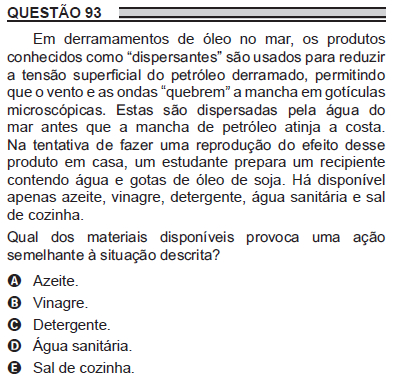 QUESTÃO 93
Em derramamentos de óleo no mar, os produtos
conhecidos como “dispersantes” são usados para reduzir
a tensão superficial do petróleo derramado, permitindo
que o vento e as ondas “quebrem” a mancha em gotículas
microscópicas. Estas são dispersadas pela água do
mar antes que a mancha de petróleo atinja a costa.
Na tentativa de fazer uma reprodução do efeito desse
produto em casa, um estudante prepara um recipiente
contendo água e gotas de óleo de soja. Há disponível
apenas azeite, vinagre, detergente, água sanitária e sal
de cozinha.
Qual dos materiais disponíveis provoca uma ação
semelhante à situação descrita?
A Azeite.
B Vinagre.
C Detergente.
D Água sanitária.
E Sal de cozinha.